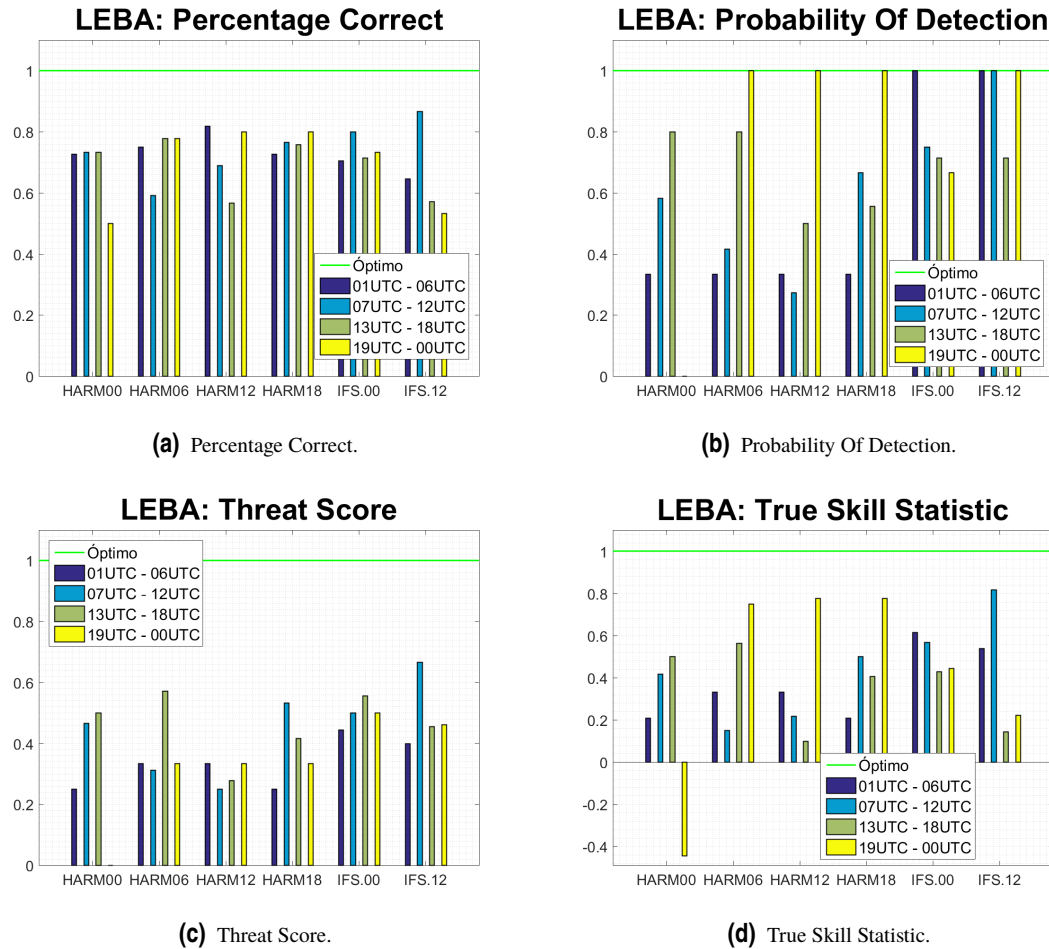 LEBA: Percentage Correct
1
0.8
0.6
0.4
0.2
0
Óptimo
01UTC - 06UTC
07UTC - 12UTC
13UTC - 18UTC
19UTC - 00UTC
HARM00 HARM06 HARM12 HARM18 IFS.00 IFS.12
(a) Percentage Correct.
LEBA: Probability Of Detection
1
0.8
0.6
0.4
0.2
0
Óptimo
01UTC - 06UTC
07UTC - 12UTC
13UTC - 18UTC
19UTC - 00UTC
HARM00 HARM06 HARM12 HARM18 IFS.00 IFS.12
(b) Probability Of Detection.
LEBA: Threat Score
Óptimo
01UTC - 06UTC
07UTC - 12UTC
13UTC - 18UTC
19UTC - 00UTC
1
0.8
0.6
0.4
0.2
0
HARM00 HARM06 HARM12 HARM18 IFS.00 IFS.12
(c) Threat Score.
LEBA: True Skill Statistic
1
0.8
0.6
0.4
0.2
0
-0.2
-0.4
Óptimo
01UTC - 06UTC
07UTC - 12UTC
13UTC - 18UTC
19UTC - 00UTC
HARM00 HARM06 HARM12 HARM18 IFS.00 IFS.12
(d) True Skill Statistic.